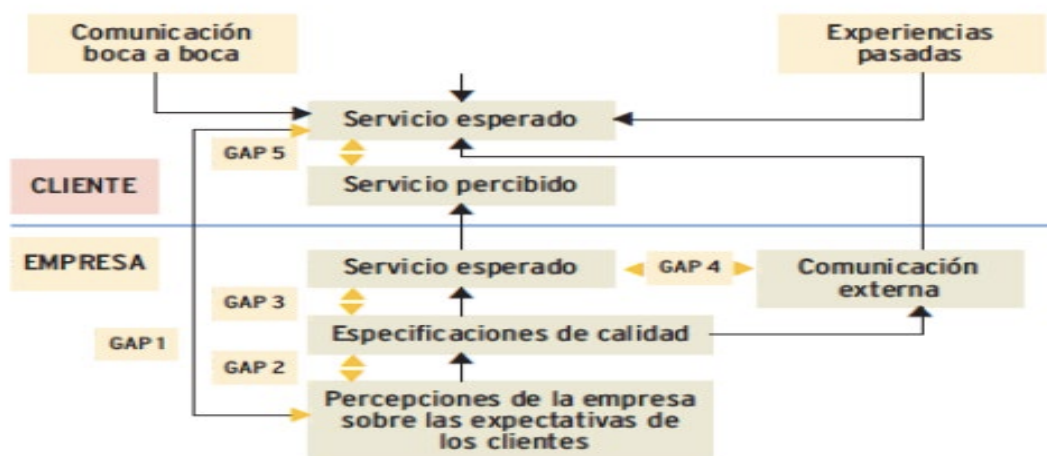 Comunicación
boca a boca
Experiencias
pasadas
Servicio esperado
GAP 5
CLIENTE
Servicio percibido
EMPRESA
Servicio esperado
GAP 4
Comunicación
externa
GAP 3
Especificaciones de calidad
GAP 1
GAP 2
Percepciones de la empresa
sobre las expectativas de
los clientes